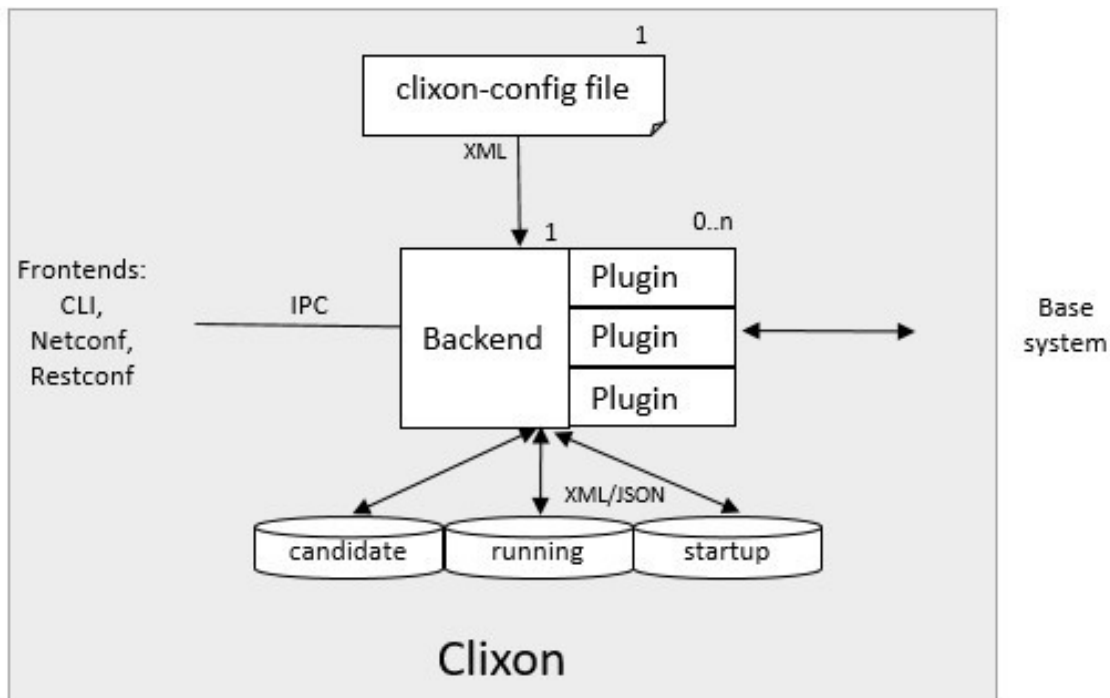 1
clixon-config file
XML
1
0..n
Frontends:
CLI,
Netconf,
Restconf
IPC
Backend
Plugin
Plugin
Plugin
Base
system
XML/JSON
candidate
running
startup
Clixon